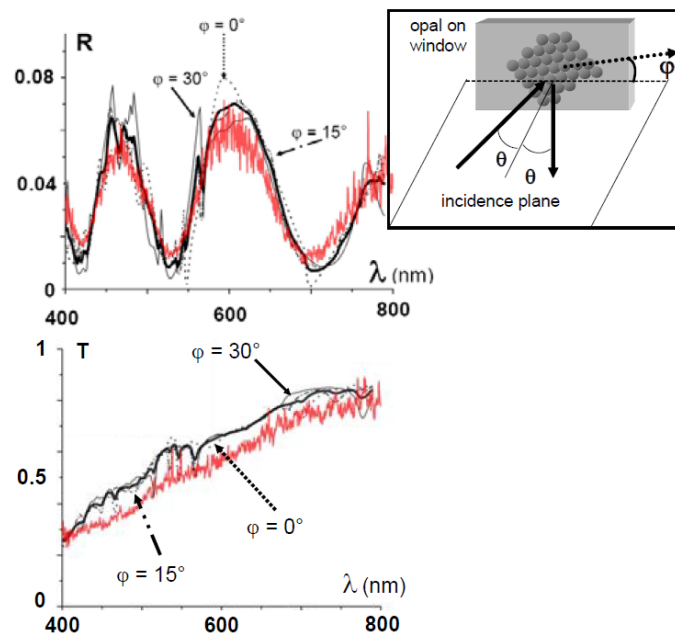 R
φ = 0°
0.08
φ = 30°
φ = 15°
0.04
0
λ (nm)
400
600
800
opal on
window
φ
θ
θ
incidence plane
1
T
φ = 30°
0.5
φ = 0°
φ = 15°
0
λ (nm)
400
600
800